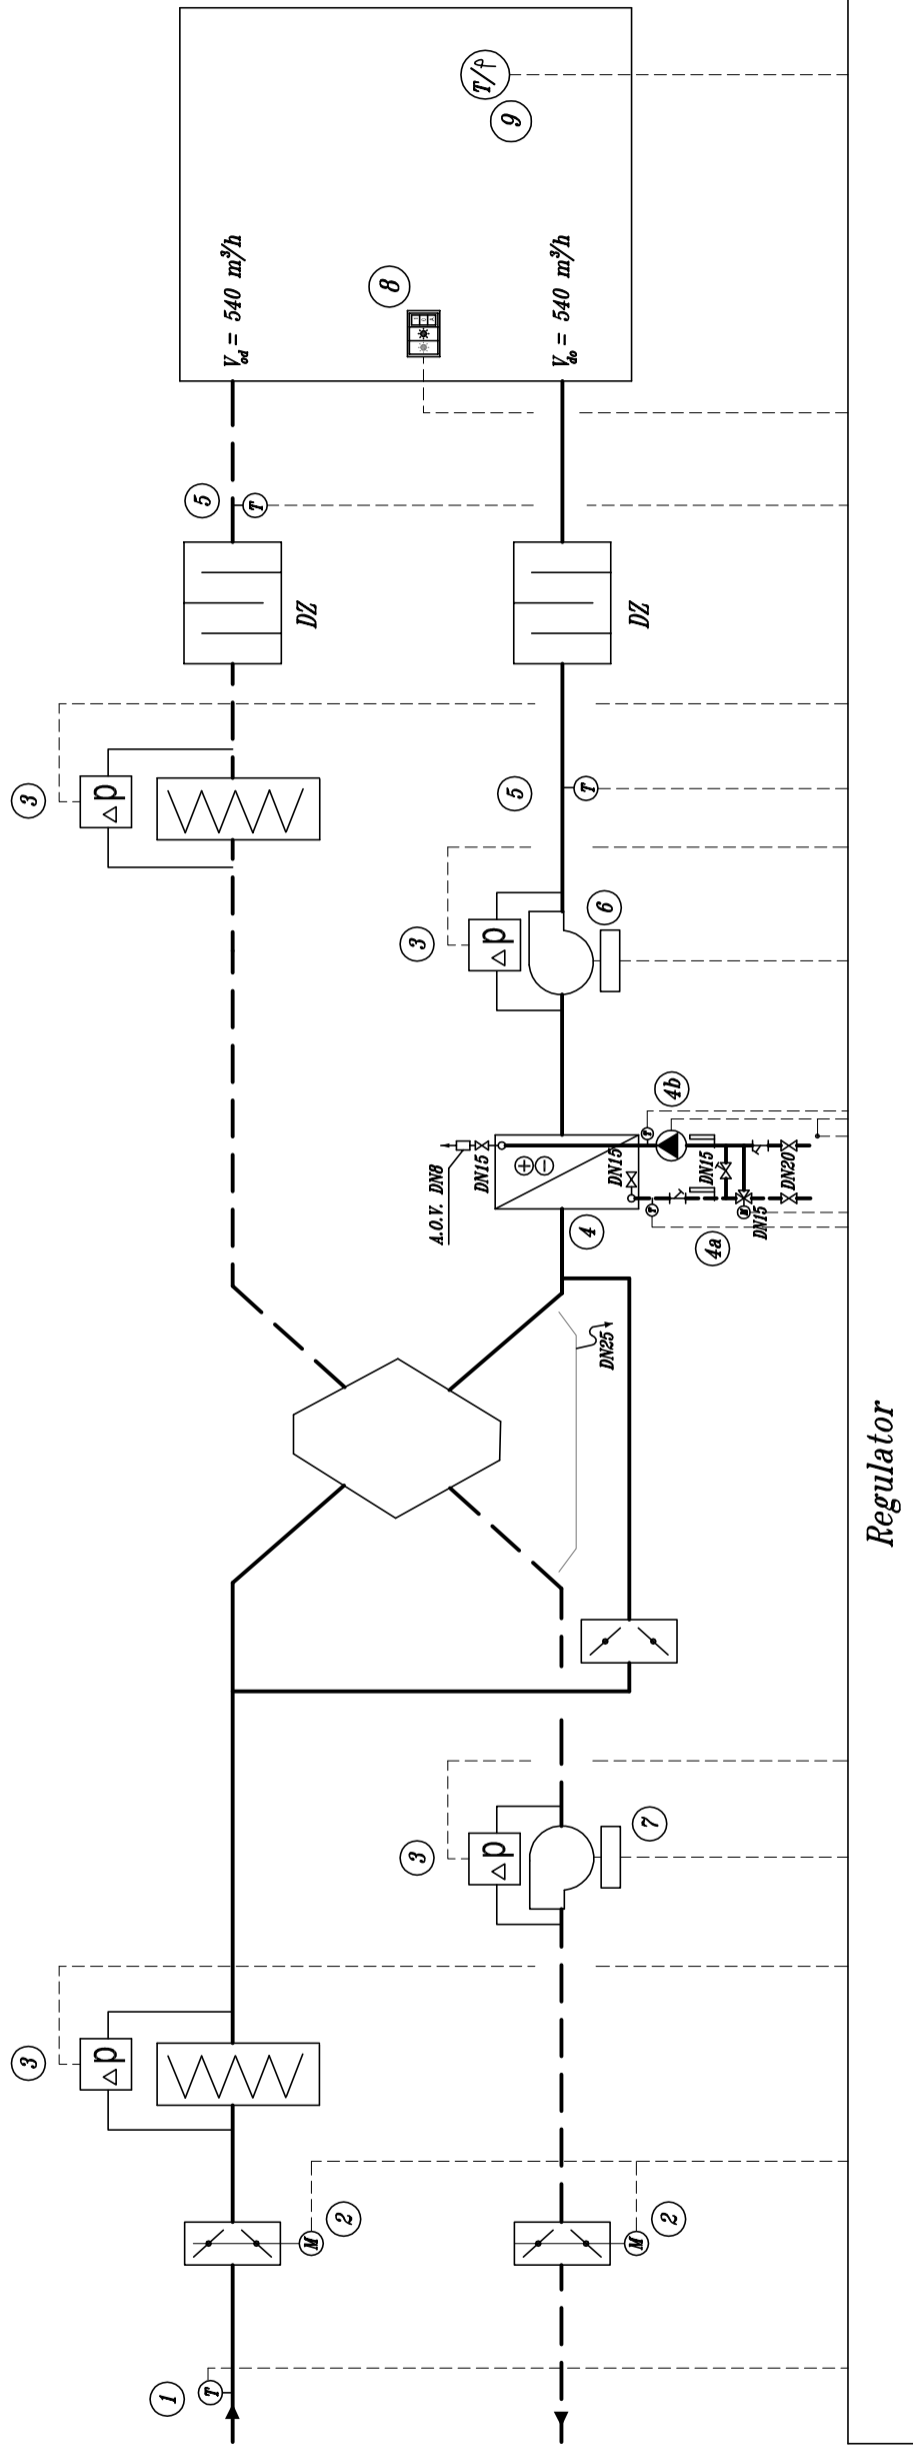 3
3
Δp
Δp
1
5
T
V_od = 540 m³/h
T
DZ
M
2
8
3
3
A.O.V. DN8
DN15
T/φ
Δp
Δp
9
5
V_do = 540 m³/h
T
4
6
DN25
DN15
M
DZ
7
T
T
2
4b
DN15
4a
M
DN15
DN20
Regulator